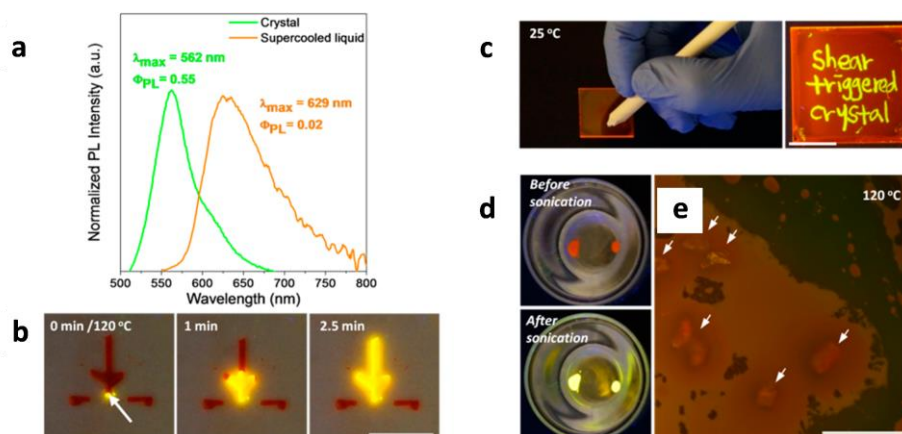 a
Crystal
Supercooled liquid
λmax = 562 nm
ΦPL = 0.55
λmax = 629 nm
ΦPL = 0.02
Normalized PL Intensity (a.u.)
500 550 600 650 700 750 800
Wavelength (nm)
b
0 min /120 °C
1 min
2.5 min
c
25 °C
Shear
triggered
crystal
d
Before
sonication
After
sonication
e
120 °C